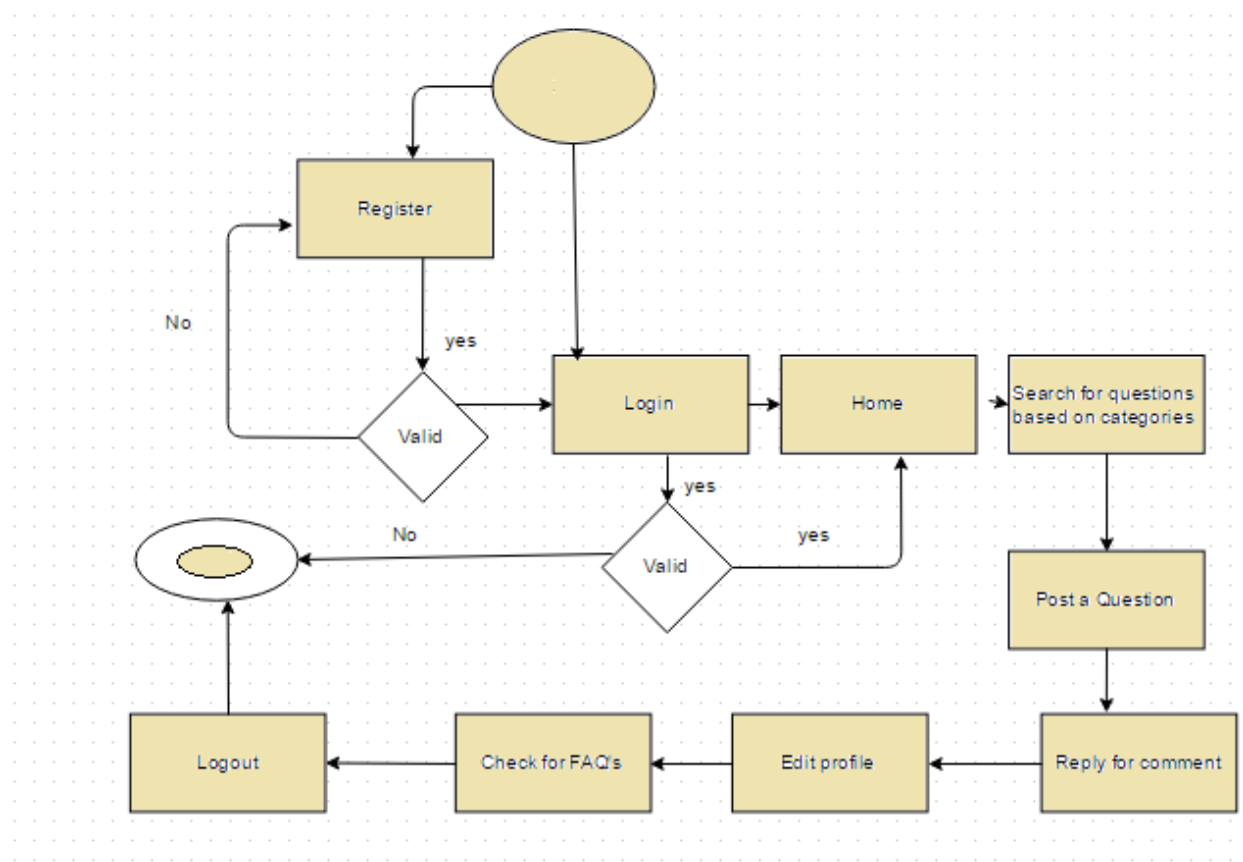 Register
No
yes
Valid
Login
Home
Search for questions
based on categories
yes
No
yes
Valid
Post a Question
Logout
Check for FAQ's
Edit profile
Reply for comment